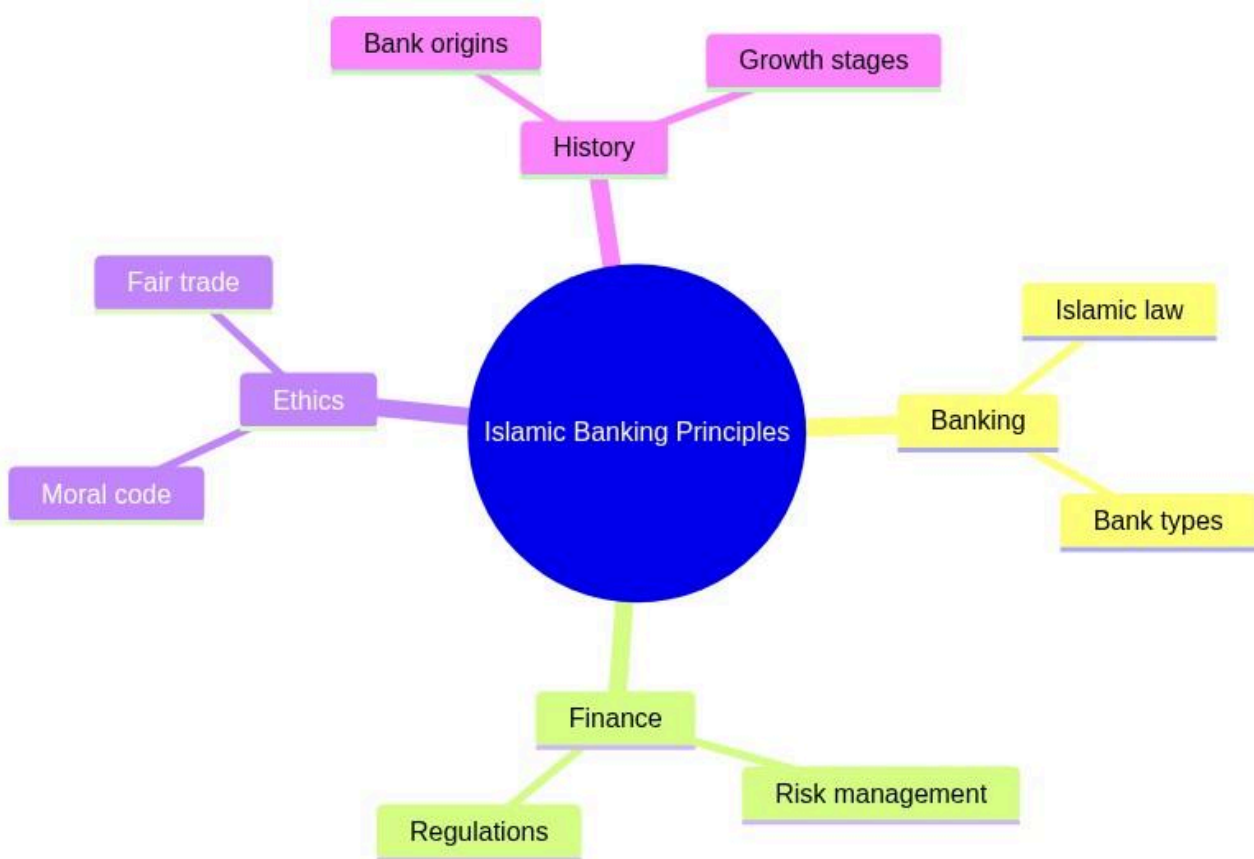 Bank origins
Growth stages
History
Fair trade
Islamic law
Ethics
Banking
Islamic Banking Principles
Moral code
Bank types
Finance
Risk management
Regulations